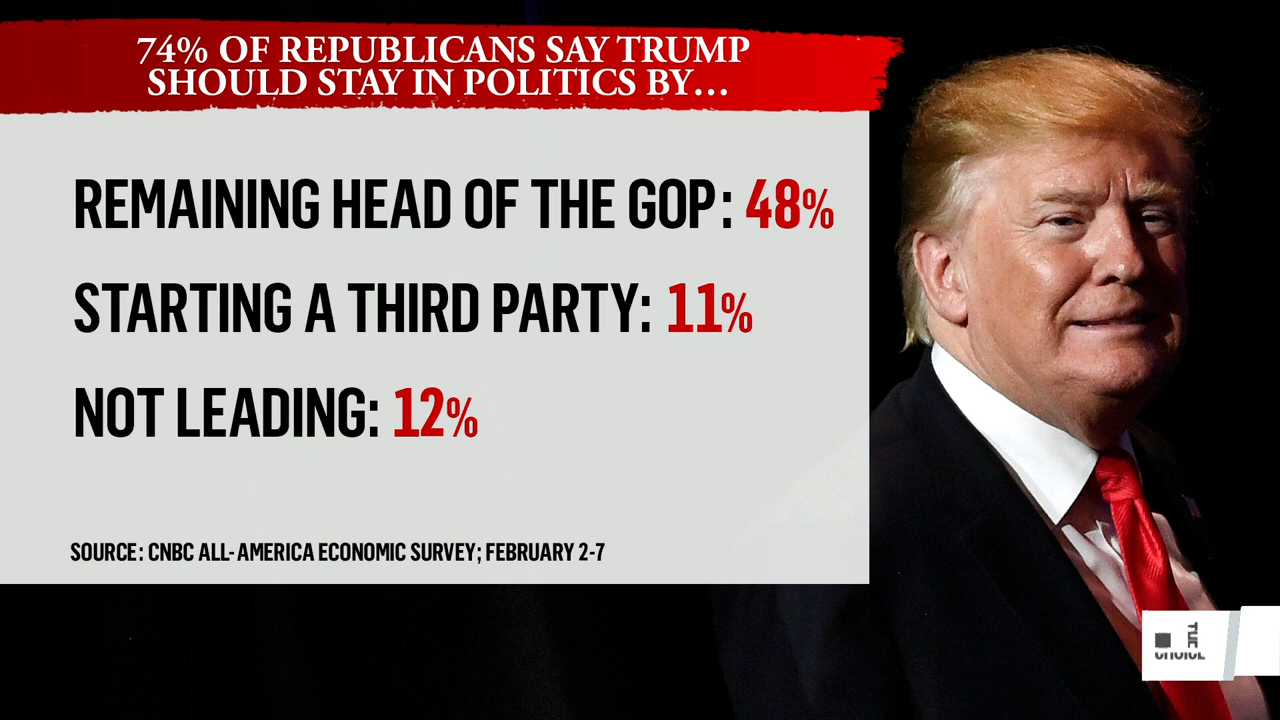 74% OF REPUBLICANS SAY TRUMP
SHOULD STAY IN POLITICS BY...
REMAINING HEAD OF THE GOP: 48%
STARTING A THIRD PARTY: 11%
NOT LEADING: 12%
SOURCE: CNBC ALL-AMERICA ECONOMIC SURVEY; FEBRUARY 2-7